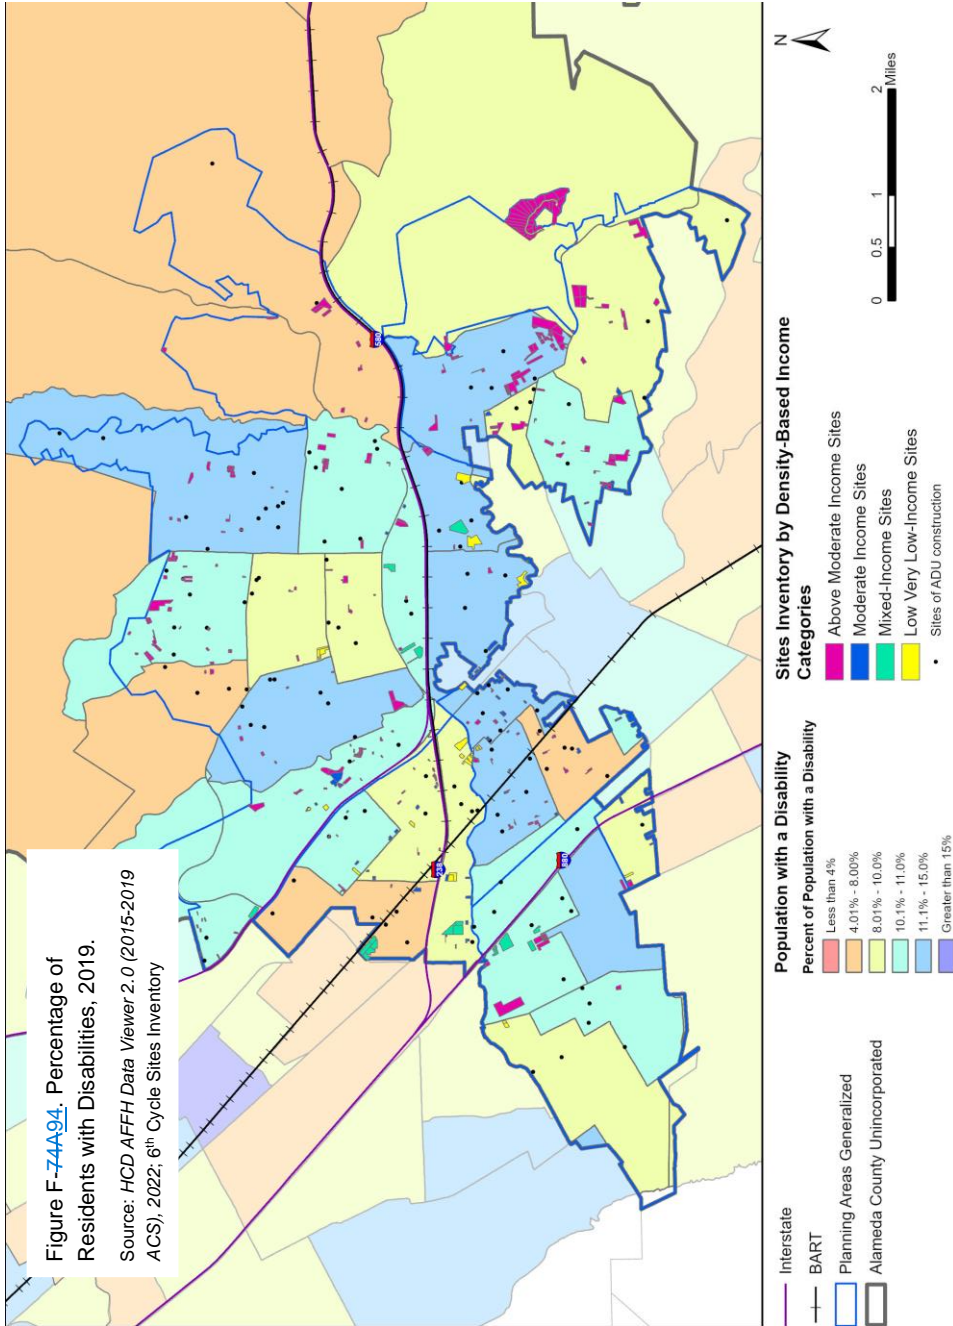 Figure F-74A94. Percentage of
Residents with Disabilities, 2019.
Source: HCD AFFH Data Viewer 2.0 (2015-2019
ACS), 2022; 6th Cycle Sites Inventory
580
238
880
N
0
0.5
1
2
Miles
Interstate
BART
Planning Areas Generalized
Alameda County Unincorporated
Population with a Disability
Percent of Population with a Disability
Less than 4%
4.01% - 8.00%
8.01% - 10.0%
10.1% - 11.0%
11.1% - 15.0%
Greater than 15%
Sites Inventory by Density-Based Income
Categories
Above Moderate Income Sites
Moderate Income Sites
Mixed-Income Sites
Low Very Low-Income Sites
Sites of ADU construction